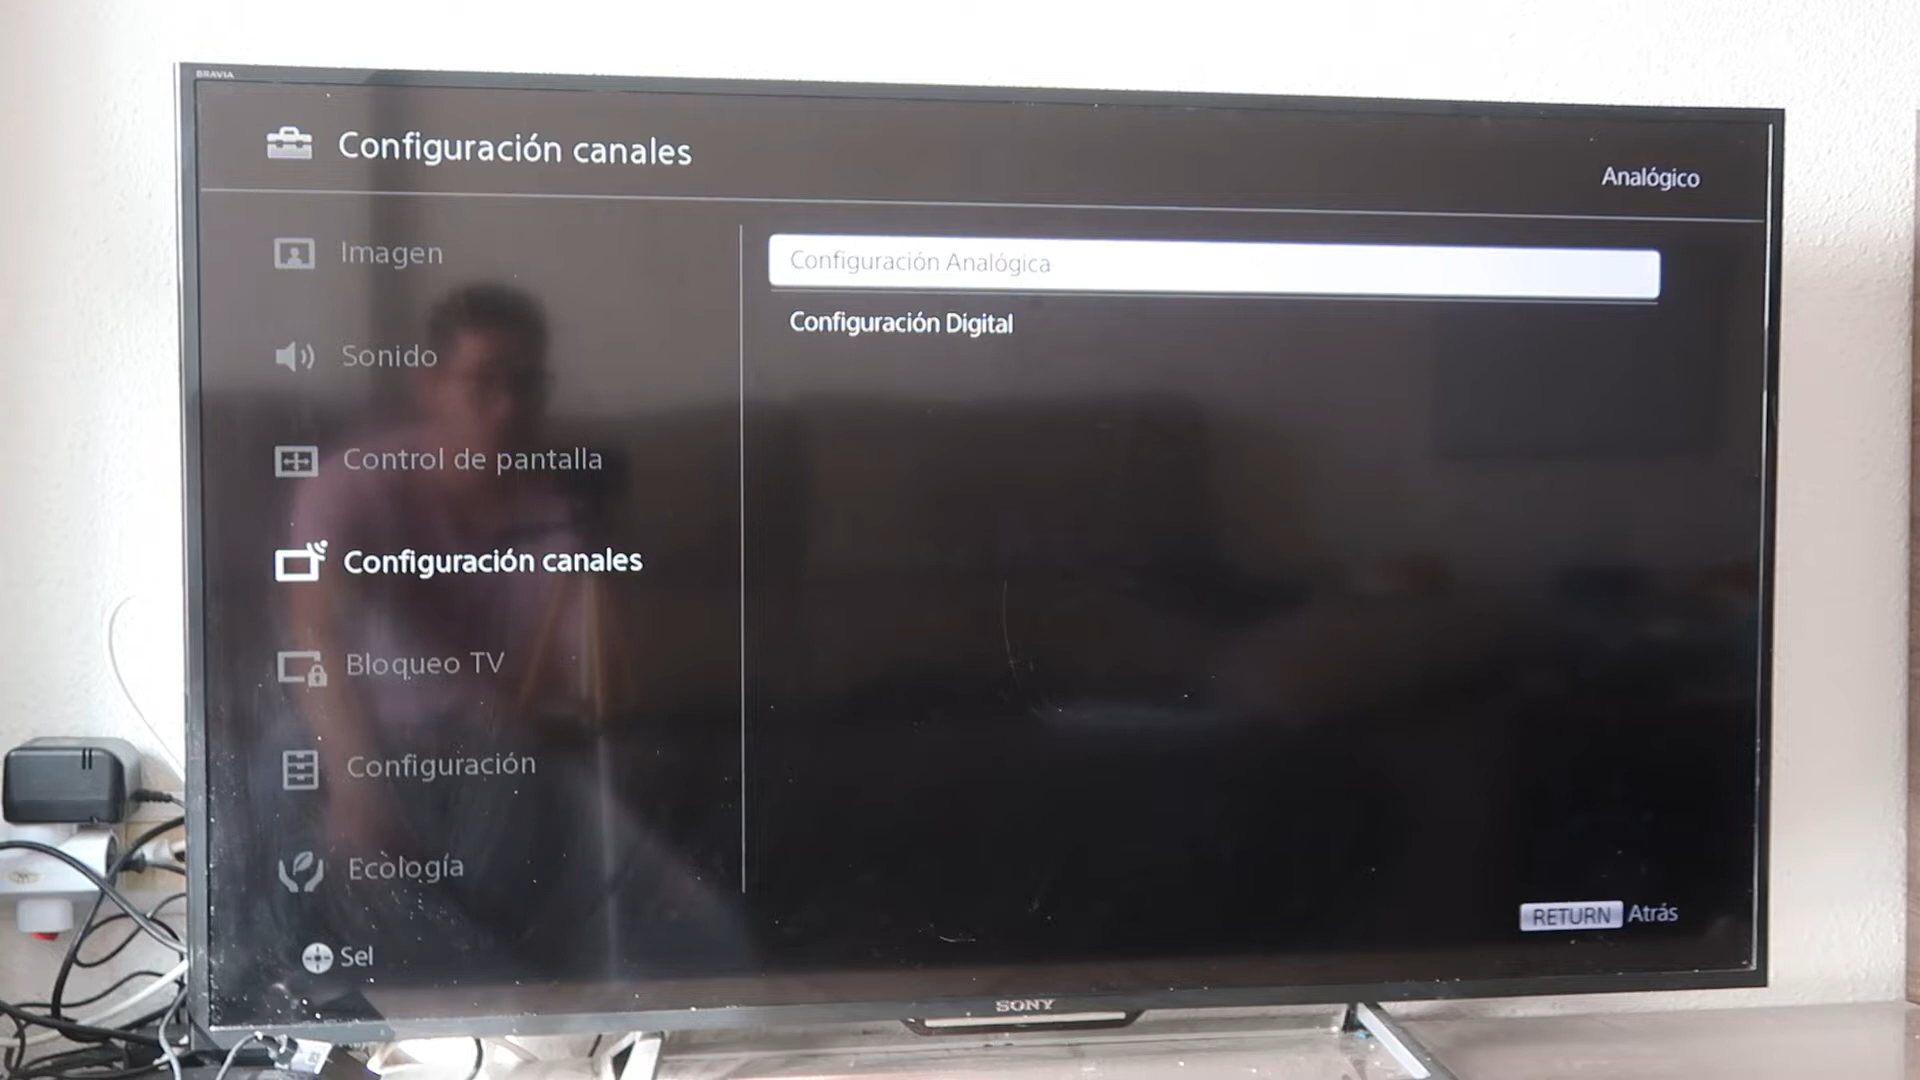 BRAVIA
Configuración canales
Analógico
Imagen
Sonido
Control de pantalla
Configuración canales
Bloqueo TV
Configuración
Ecología
Sel
Configuración Analógica
Configuración Digital
RETURN Atrás
SONY